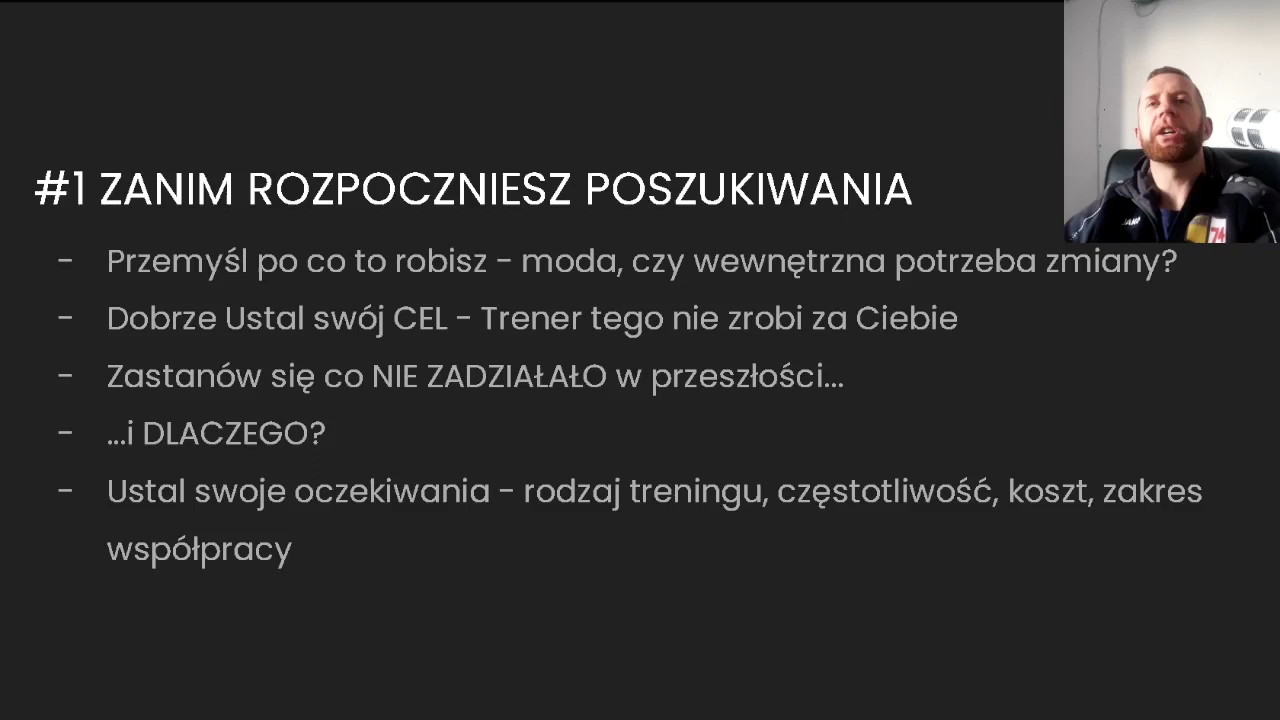 #1 ZANIM ROZPOCZNIESZ POSZUKIWANIA
- Przemyśl po co to robisz - moda, czy wewnętrzna potrzeba zmiany?
- Dobrze Ustal swój CEL - Trener tego nie zrobi za Ciebie
- Zastanów się co NIE ZADZIAŁAŁO w przeszłości...
- ...i DLACZEGO?
- Ustal swoje oczekiwania - rodzaj treningu, częstotliwość, koszt, zakres
współpracy
JAKO
74